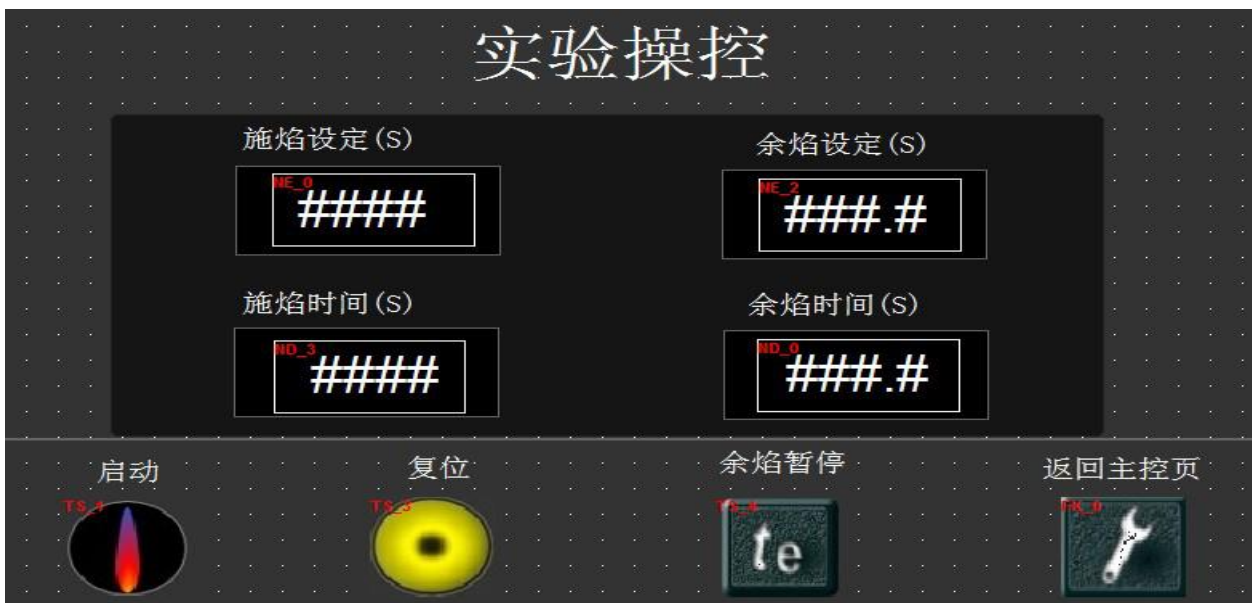 实验操控
施焰设定(S)
余焰设定(S)
NE_0
####
NE_2
###.#
施焰时间(S)
余焰时间(S)
ND_3
####
ND_0
###.#
启动
复位
余焰暂停
返回主控页
TS_3
te